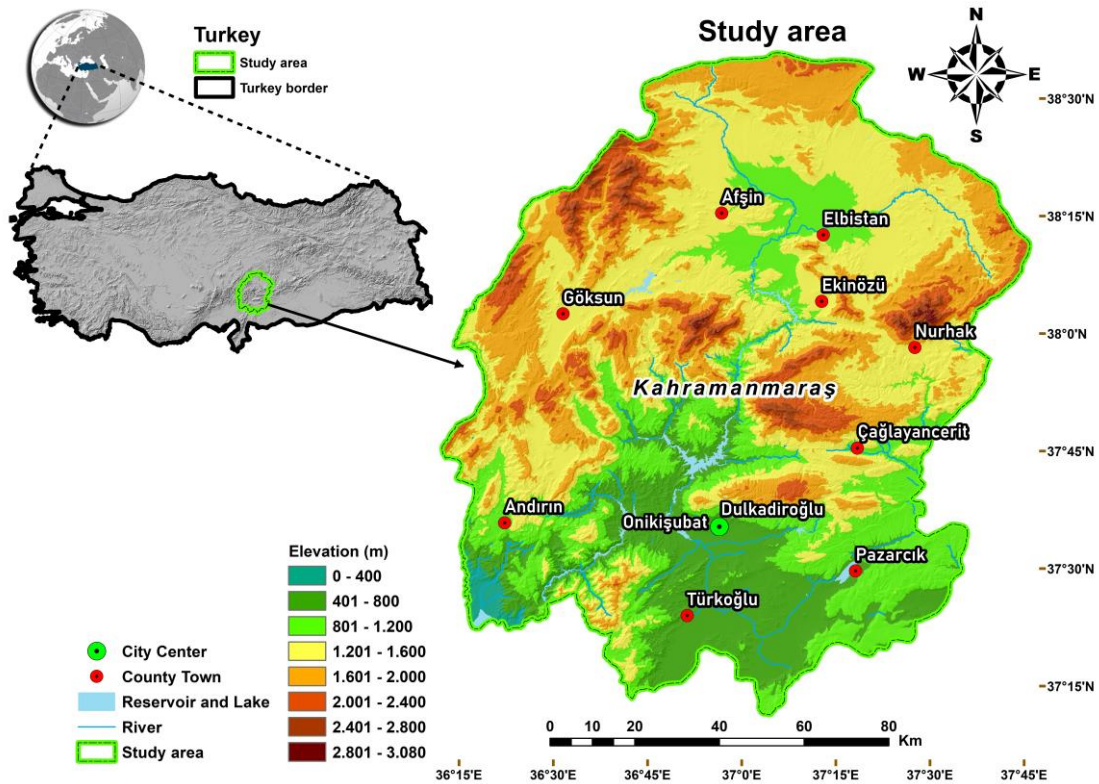 Turkey
Study area
Turkey border
Study area
N
W
E
S
38°30'N
38°15'N
38°0'N
37°45'N
37°30'N
37°15'N
Afşin
Elbistan
Ekinözü
Göksun
Nurhak
Kahramanmaraş
Çağlayancerit
Andırın
Onikişubat
Dulkadiroğlu
Pazarcık
Türkoğlu
Elevation (m)
0 - 400
401 - 800
801 - 1.200
1.201 - 1.600
1.601 - 2.000
2.001 - 2.400
2.401 - 2.800
2.801 - 3.080
City Center
County Town
Reservoir and Lake
River
Study area
0 10 20 40 60 80
Km
36°15'E 36°30'E 36°45'E 37°0'E 37°15'E 37°30'E 37°45'E